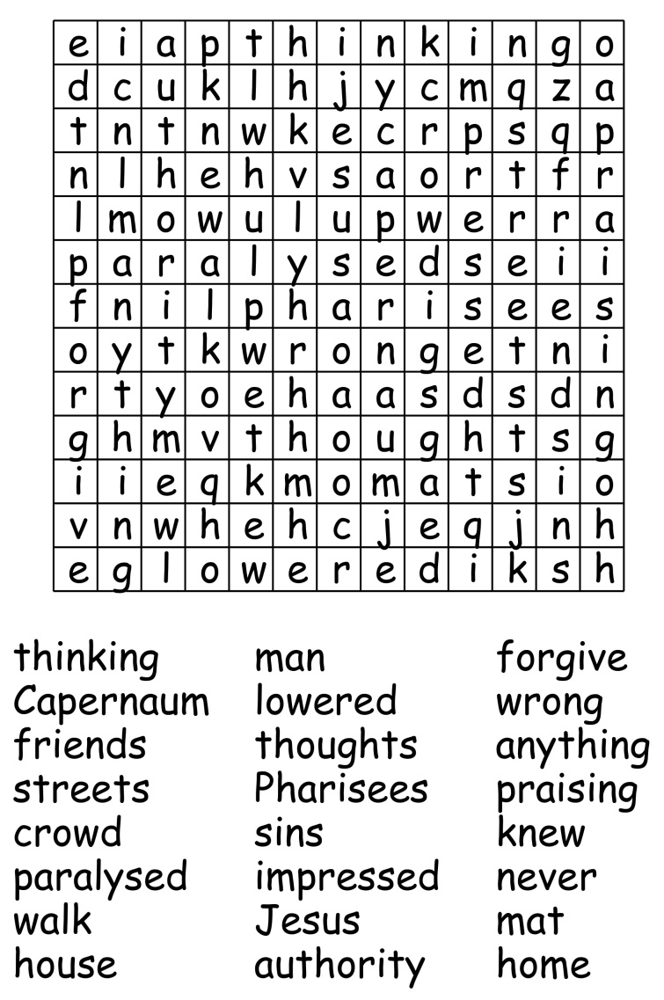 e i a p t h i n k i n g o
d c u k l h j y c m q z a
t n t n w k e c r p s q p
n l h e h v s a o r t f r
l m o w u l u p w e r r a
p a r a l y s e d s e i i
f n i l p h a r i s e e s
o y t k w r o n g e t n i
r t y o e h a a s d s d n
g h m v t h o u g h t s g
i i e q k m o m a t s i o
v n w h e h c j e q j n h
e g l o w e r e d i k s h
thinking man forgive
Capernaum lowered wrong
friends thoughts anything
streets Pharisees praising
crowd sins knew
paralysed impressed never
walk Jesus mat
house authority home